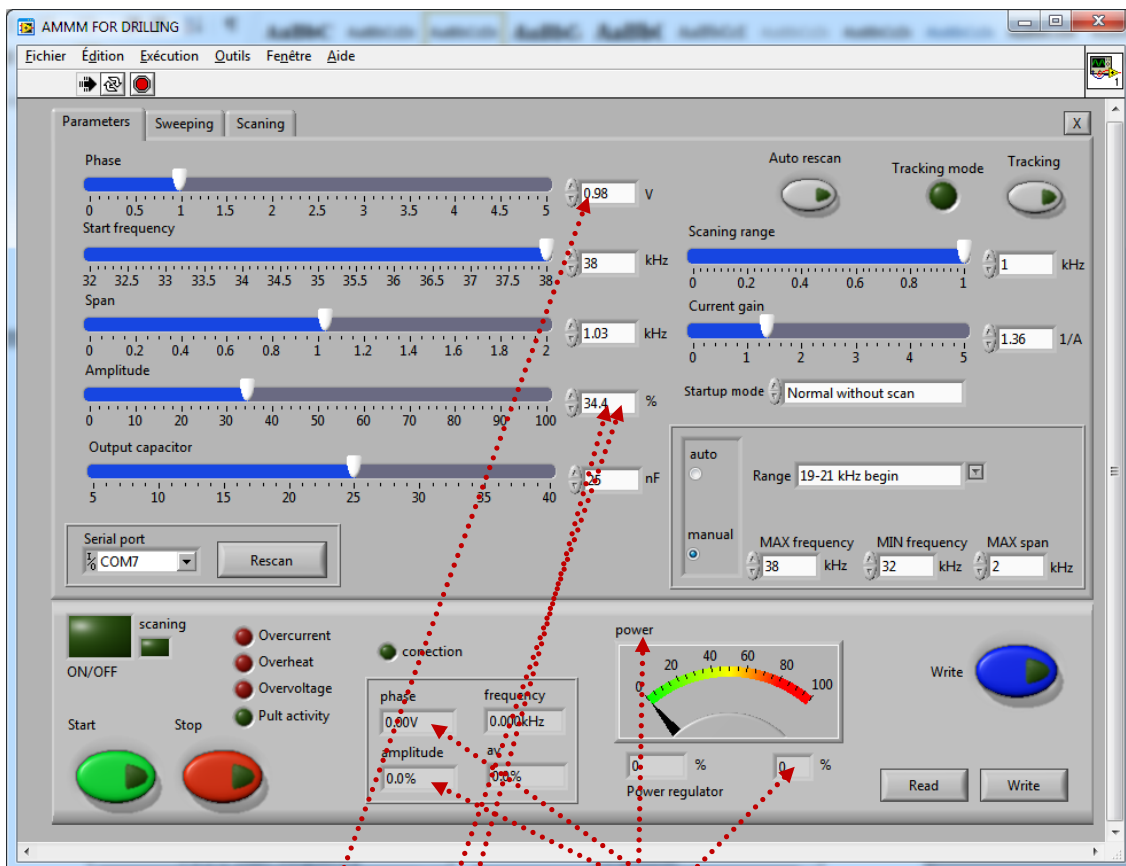 AMMM FOR DRILLING
Fichier Édition Exécution Outils Fenêtre Aide
1
Parameters Sweeping Scaning X
Phase
0.98 V
0 0.5 1 1.5 2 2.5 3 3.5 4 4.5 5
Start frequency
38 kHz
32 32.5 33 33.5 34 34.5 35 35.5 36 36.5 37 37.5 38
Span
1.03 kHz
0 0.2 0.4 0.6 0.8 1 1.2 1.4 1.6 1.8 2
Amplitude
34.4 %
0 10 20 30 40 50 60 70 80 90 100
Output capacitor
25 nF
5 10 15 20 25 30 35 40
Auto rescan Tracking mode Tracking
Scaning range
1 kHz
0 0.2 0.4 0.6 0.8 1
Current gain
1.36 1/A
0 1 2 3 4 5
Startup mode Normal without scan
auto
manual
Range 19-21 kHz begin
MAX frequency MIN frequency MAX span
38 kHz 32 kHz 2 kHz
Serial port
COM7 Rescan
scaning
ON/OFF
Overcurrent
Overheat
Overvoltage
Pult activity
Start Stop
conection
phase frequency
0.00V 0.000kHz
amplitude av
0.0% 0.0%
power
0 20 40 60 80 100
0 % 0 %
Power regulator
Write
Read Write